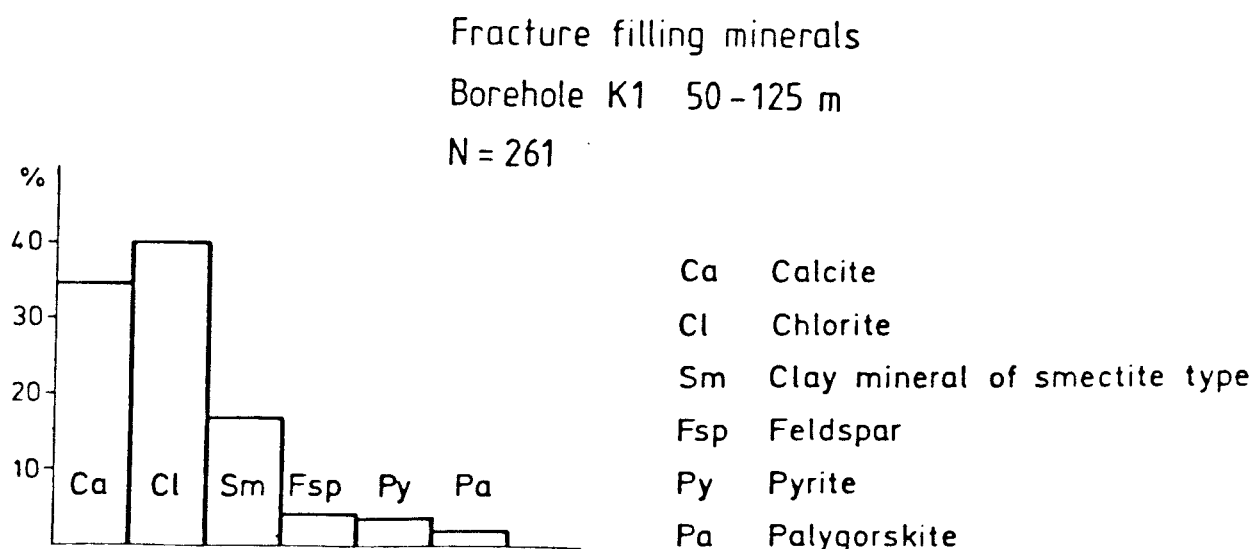 Fracture filling minerals
Borehole K1 50-125 m
N = 261
%
40
30
20
10
Ca Cl Sm Fsp Py Pa
Ca Calcite
Cl Chlorite
Sm Clay mineral of smectite type
Fsp Feldspar
Py Pyrite
Pa Palygorskite